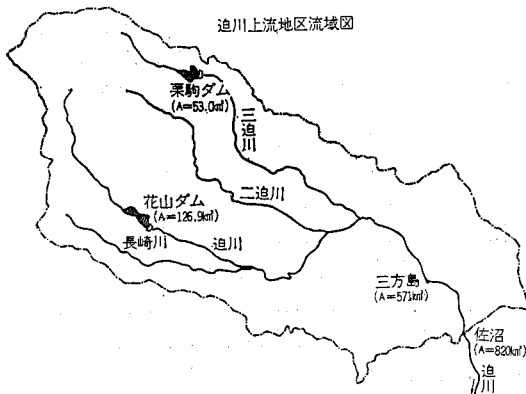 迫川上流地区流域図
栗駒ダム
(A=53.0km²)
三迫川
二迫川
花山ダム
(A=126.9km²)
長崎川
迫川
三方島
(A=571km²)
佐沼
(A=820km²)
迫川